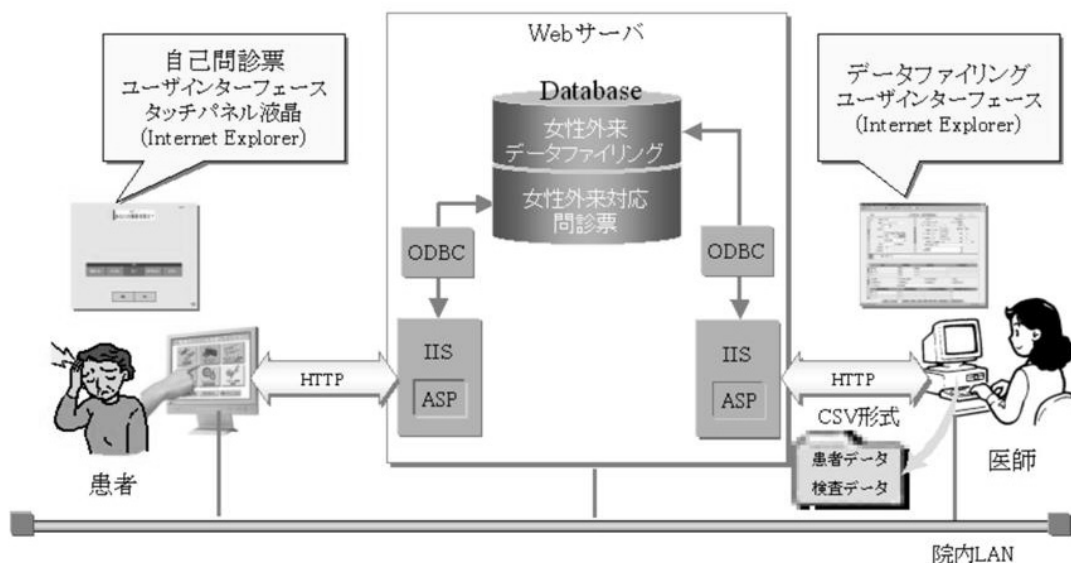 Webサーバ
自己問診票
ユーザインターフェース
タッチパネル液晶
(Internet Explorer)
データファイリング
ユーザインターフェース
(Internet Explorer)
Database
女性外来
データファイリング
女性外来対応
問診票
ODBC
ODBC
IIS
ASP
IIS
ASP
HTTP
HTTP
CSV形式
患者データ
検査データ
患者
医師
院内LAN